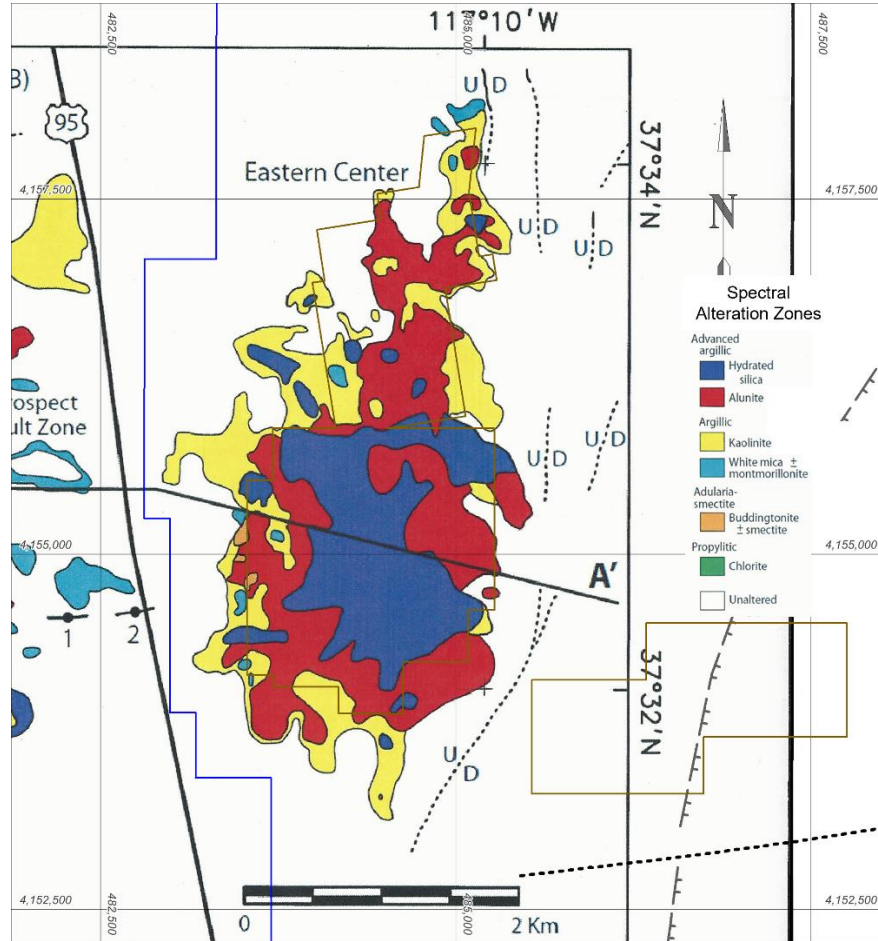 117°10'W
482,500
485,000
487,500
B)
95
U D
Eastern Center
4,157,500
4,157,500
37°34'N
N
U D
U D
Spectral
Alteration Zones
Advanced
argillic
Hydrated
silica
Alunite
Argillic
Kaolinite
White mica ±
montmorillonite
Adularia-
smectite
Buddingtonite
± smectite
Propylitic
Chlorite
Unaltered
rospect
ult Zone
U D
U D
4,155,000
4,155,000
A'
1
2
37°32'N
U
D
4,152,500
4,152,500
482,500
485,000
487,500
0
2 Km